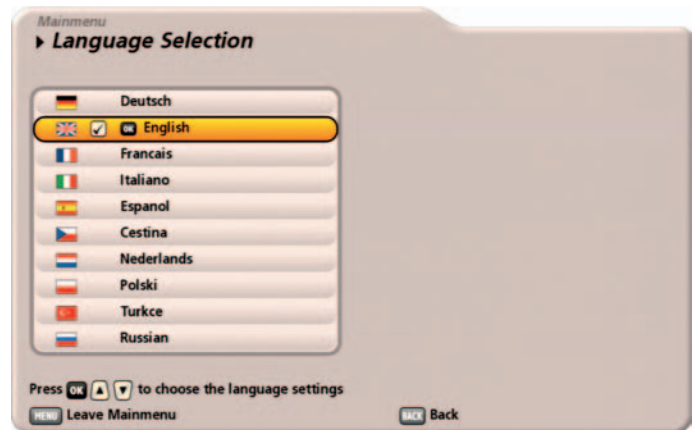 Mainmenu
Language Selection
Deutsch
OK English
Francais
Italiano
Espanol
Cestina
Nederlands
Polski
Turkce
Russian
Press OK to choose the language settings
MENU Leave Mainmenu
BACK Back